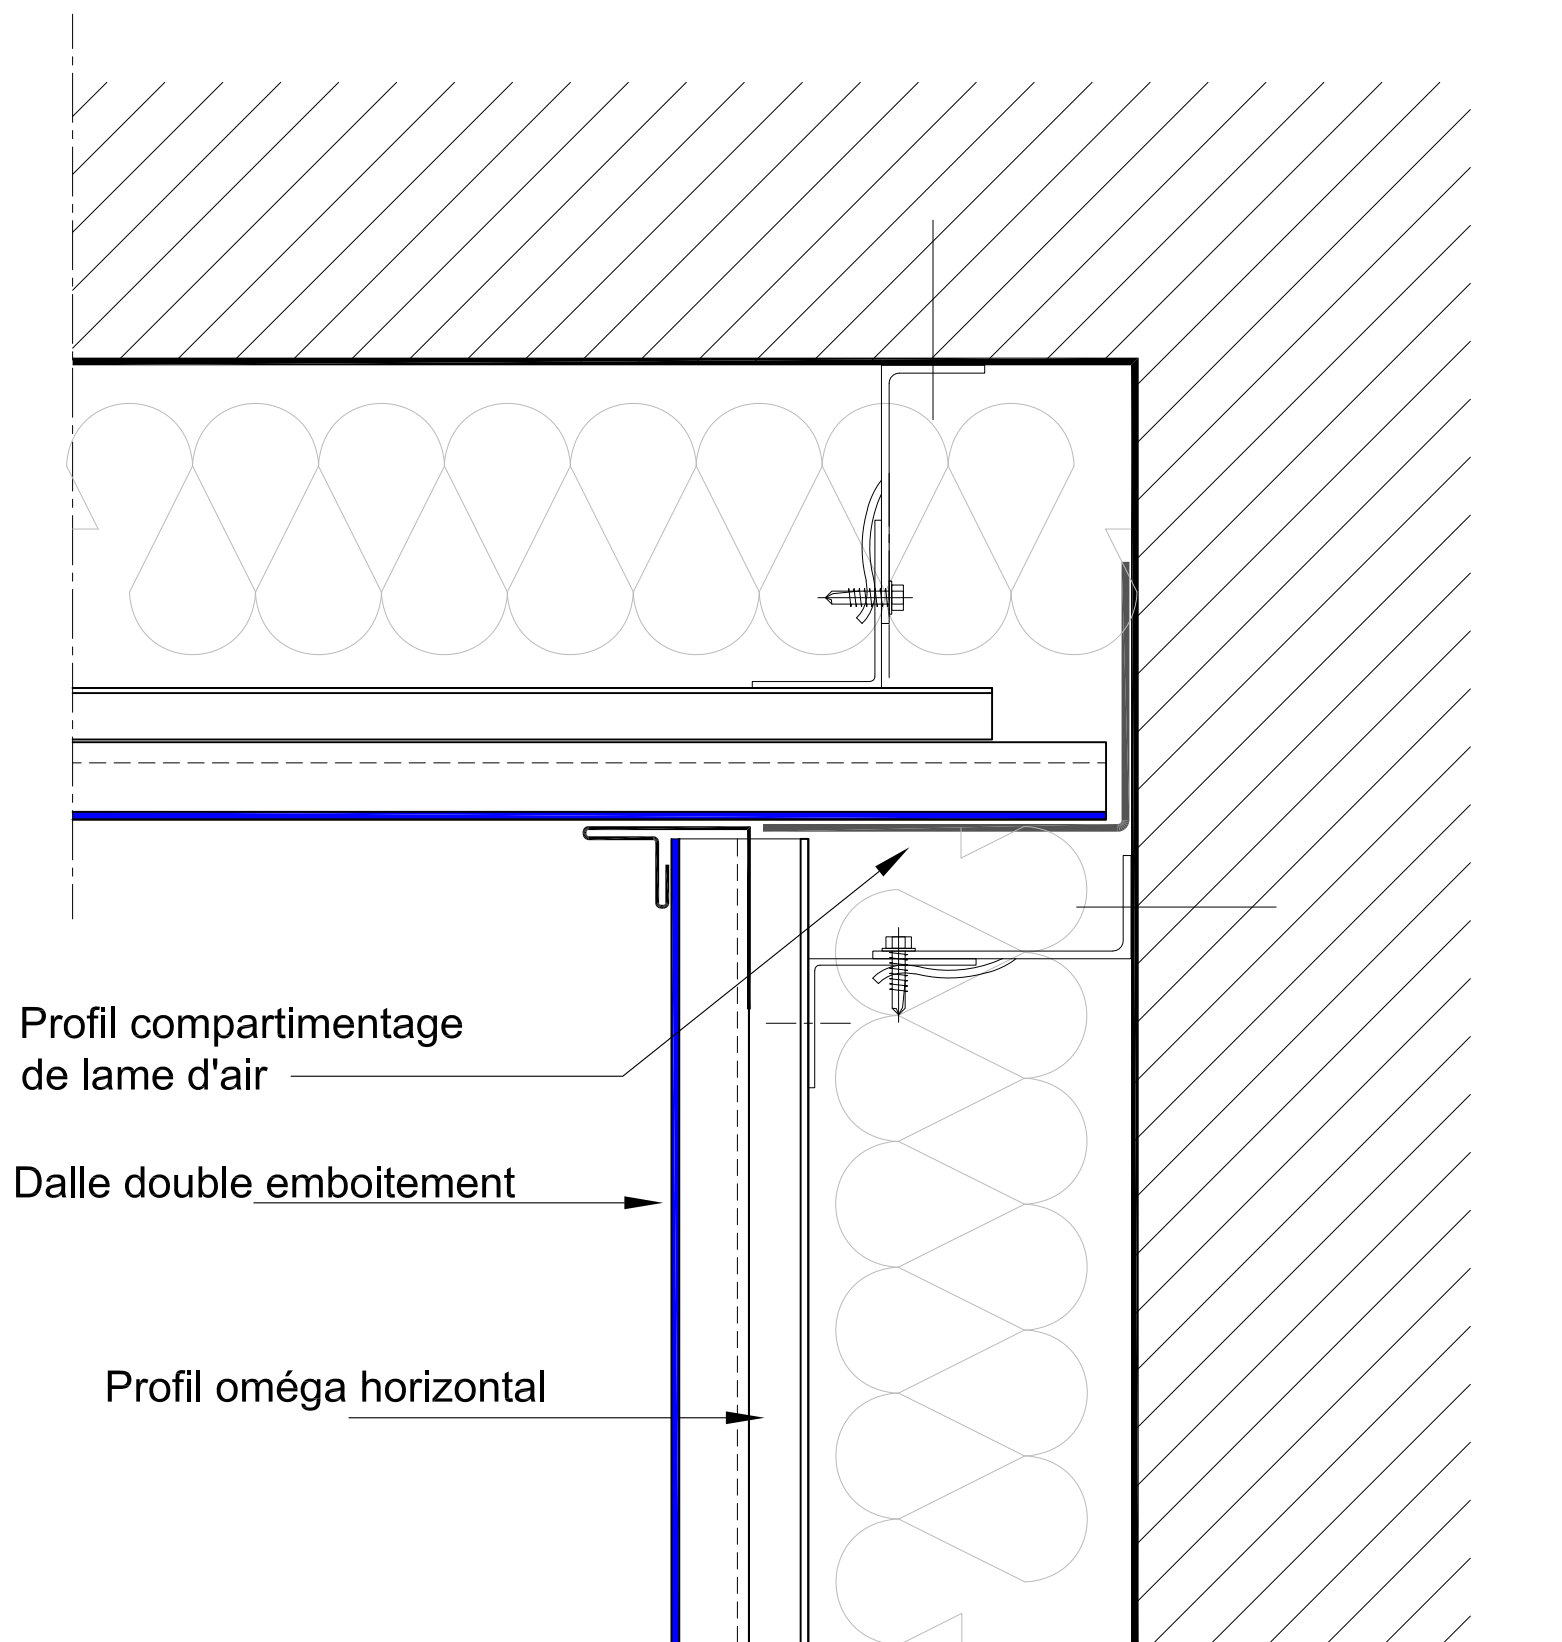 Profil compartimentage
de lame d'air
Dalle double emboitement
Profil oméga horizontal